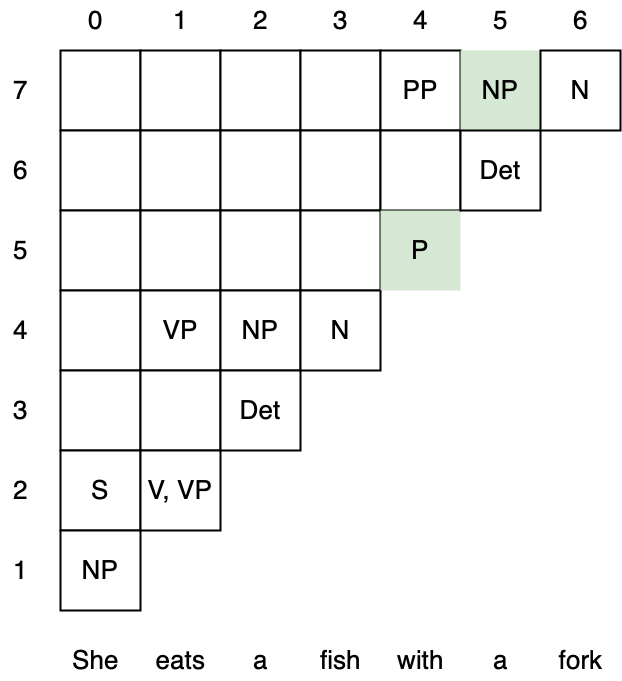 0 1 2 3 4 5 6
7 PP NP N
6 Det
5 P
4 VP NP N
3 Det
2 S V, VP
1 NP
She eats a fish with a fork